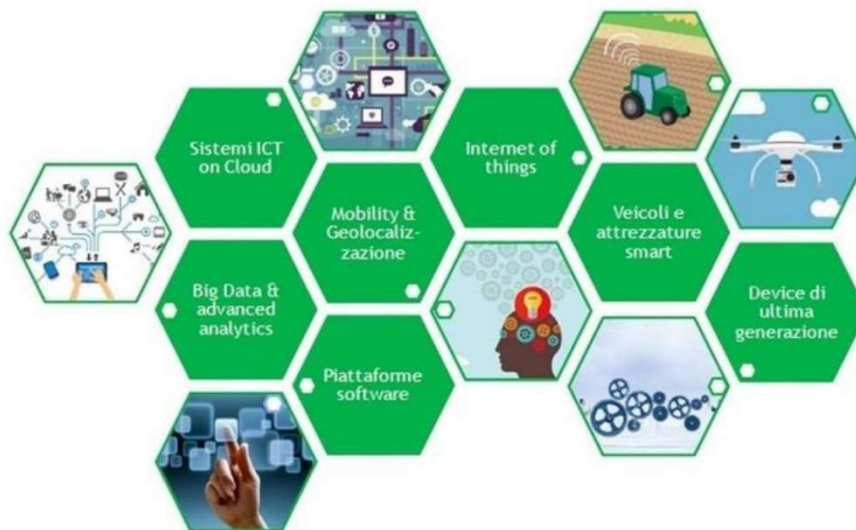 Sistemi ICT
on Cloud
Internet of
things
Mobility &
Geolocaliz-
zazione
Veicoli e
attrezzature
smart
Big Data &
advanced
analytics
Device di
ultima
generazione
Piattaforme
software